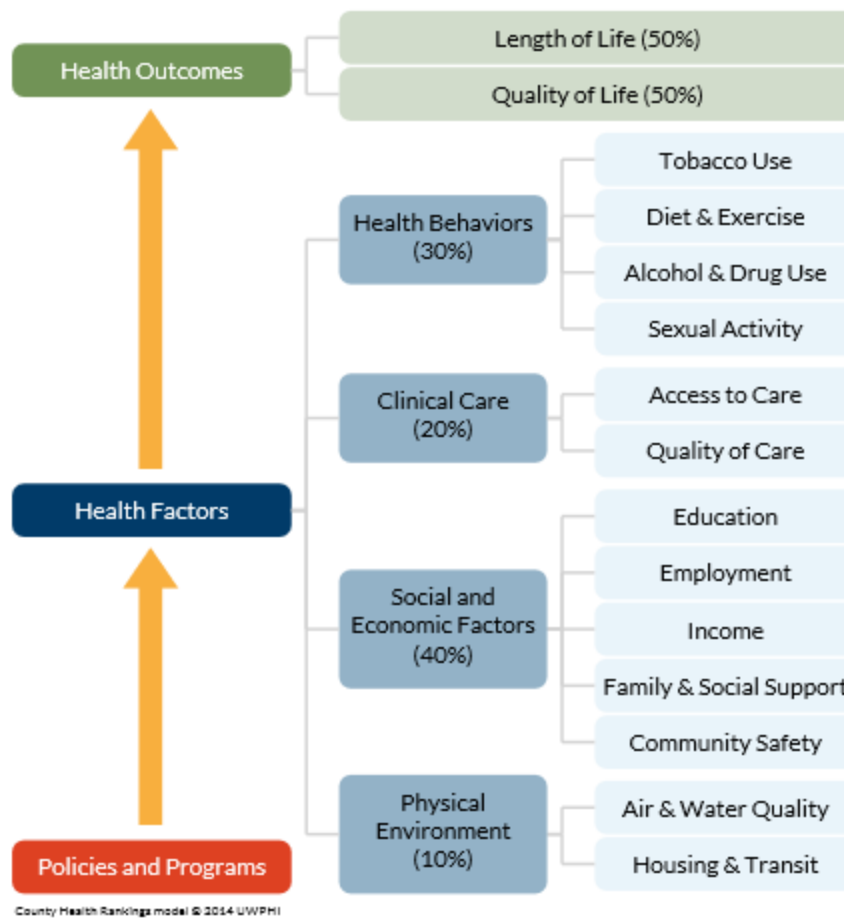 Health Outcomes
Length of Life (50%)
Quality of Life (50%)
Health Factors
Health Behaviors
(30%)
Tobacco Use
Diet & Exercise
Alcohol & Drug Use
Sexual Activity
Clinical Care
(20%)
Access to Care
Quality of Care
Social and
Economic Factors
(40%)
Education
Employment
Income
Family & Social Support
Community Safety
Physical
Environment
(10%)
Air & Water Quality
Housing & Transit
Policies and Programs
County Health Rankings model © 2014 UWPHI